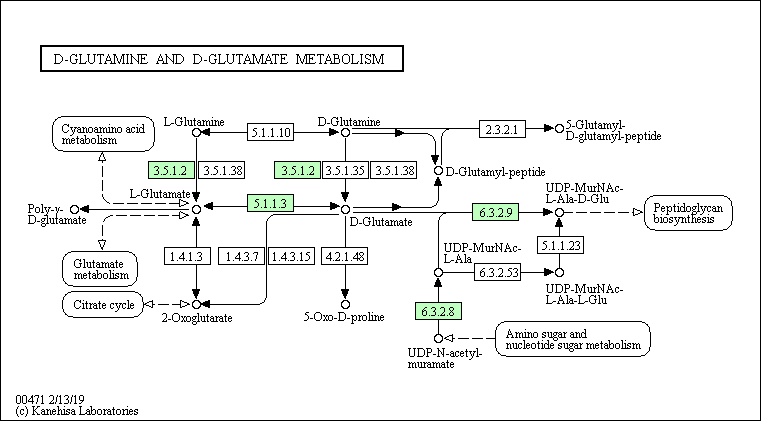 D-GLUTAMINE AND D-GLUTAMATE METABOLISM
Cyanoamino acid
metabolism
L-Glutamine
5.1.1.10
D-Glutamine
2.3.2.1
5-Glutamyl-
D-glutamyl-peptide
3.5.1.2
3.5.1.38
3.5.1.2
3.5.1.35
3.5.1.38
D-Glutamyl-peptide
Poly-γ-
D-glutamate
L-Glutamate
5.1.1.3
D-Glutamate
6.3.2.9
UDP-MurNAc-
L-Ala-D-Glu
Peptidoglycan
biosynthesis
Glutamate
metabolism
1.4.1.3
1.4.3.7
1.4.3.15
4.2.1.48
UDP-MurNAc-
L-Ala
6.3.2.53
5.1.1.23
UDP-MurNAc-
L-Ala-L-Glu
Citrate cycle
2-Oxoglutarate
5-Oxo-D-proline
6.3.2.8
Amino sugar and
nucleotide sugar metabolism
UDP-N-acetyl-
muramate
00471 2/13/19
(c) Kanehisa Laboratories